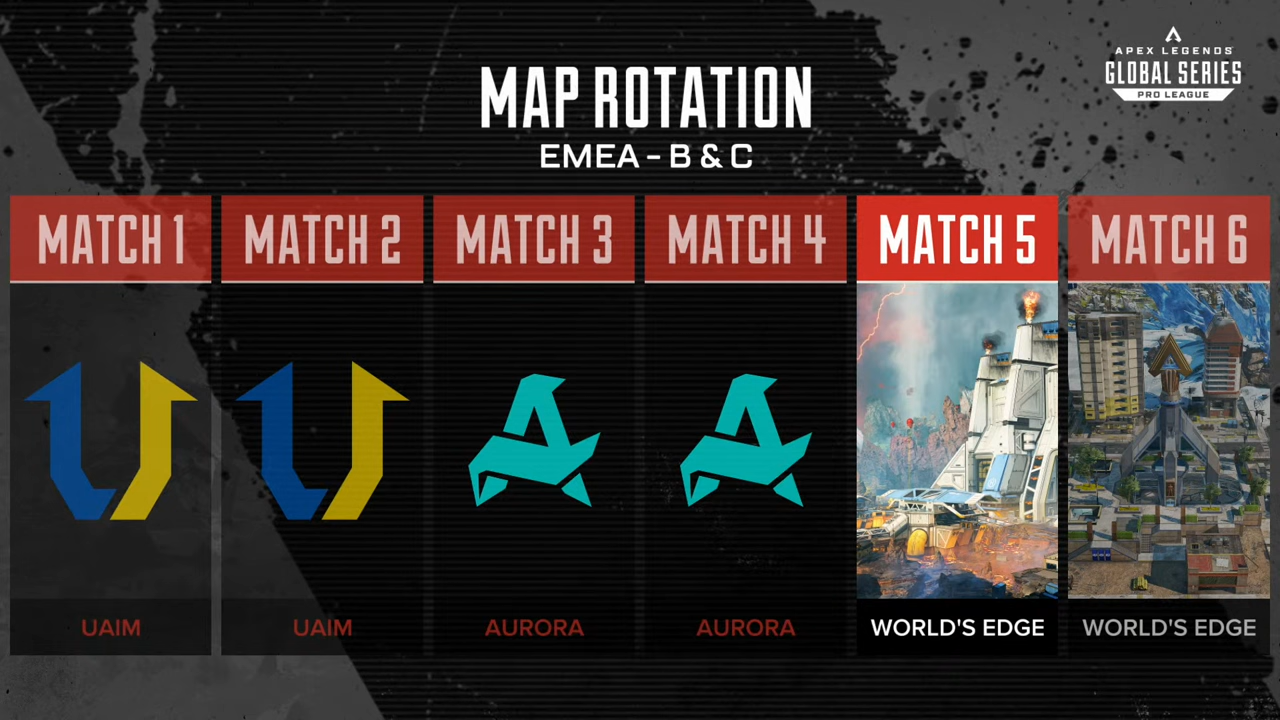 APEX LEGENDS
GLOBAL SERIES
PRO LEAGUE
MAP ROTATION
EMEA - B & C
MATCH 1
MATCH 2
MATCH 3
MATCH 4
MATCH 5
MATCH 6
UAIM
UAIM
AURORA
AURORA
WORLD'S EDGE
WORLD'S EDGE